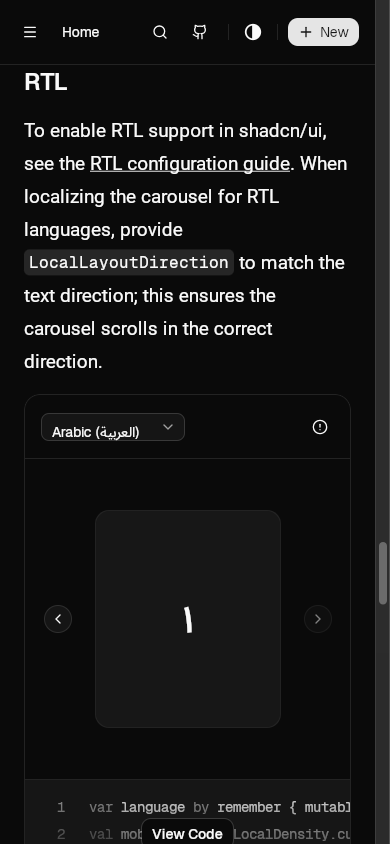 Home
New
RTL
To enable RTL support in shadcn/ui,
see the RTL configuration guide. When
localizing the carousel for RTL
languages, provide
LocalLayoutDirection to match the
text direction; this ensures the
carousel scrolls in the correct
direction.
Arabic (العربية)
١
1 var language by remember { mutabl
2 val mob LocalDensity.cu
View Code